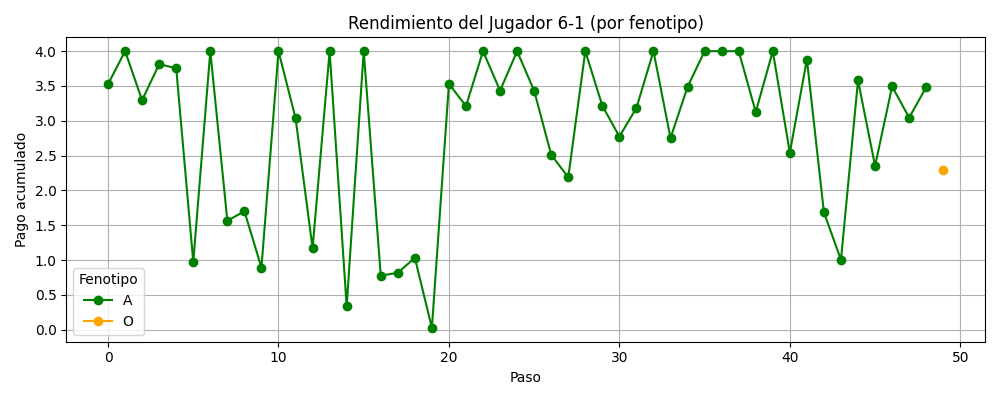 Rendimiento del Jugador 6-1 (por fenotipo)
Pago acumulado
4.0
3.5
3.0
2.5
2.0
1.5
1.0
0.5
0.0
Fenotipo
A
O
0 10 20 30 40 50
Paso